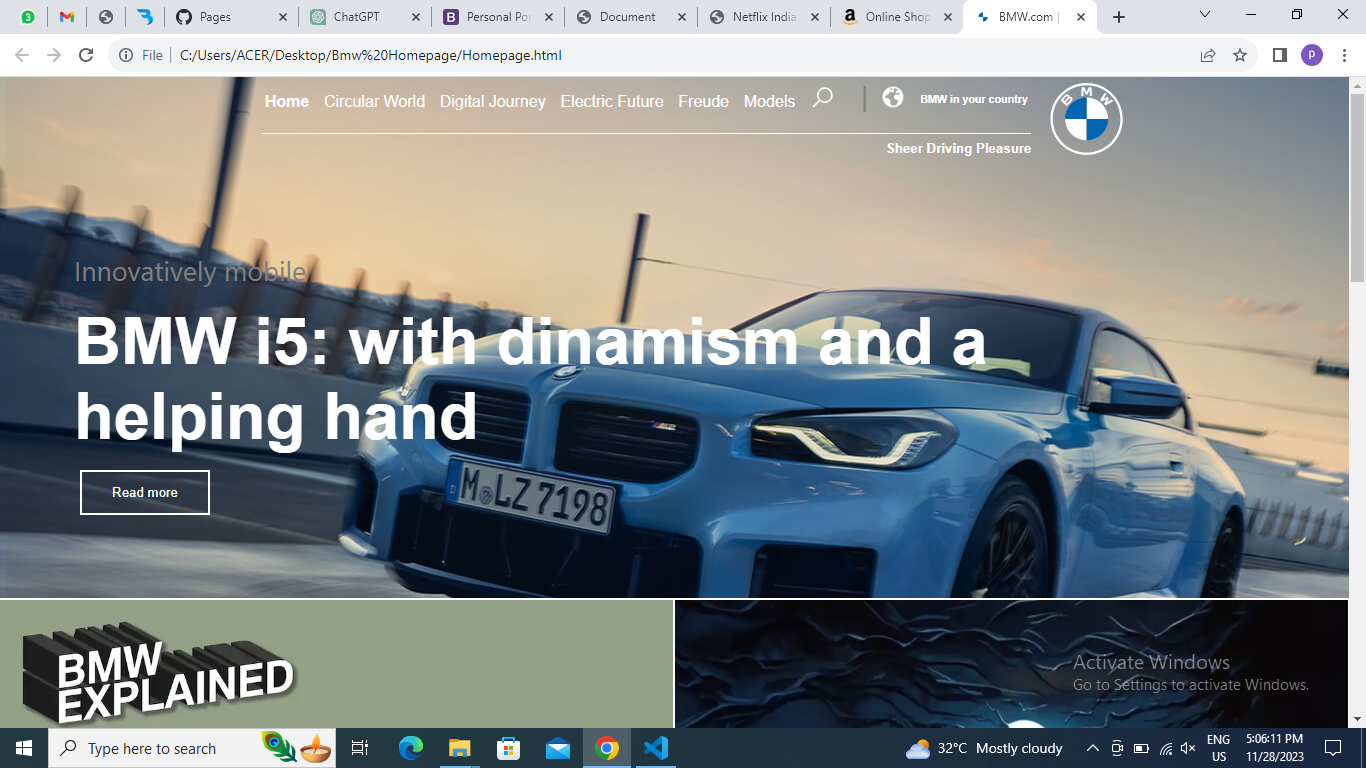 3
Pages
ChatGPT
Personal Por
Document
Netflix India
Online Shop
BMW.com |
File | C:/Users/ACER/Desktop/Bmw%20Homepage/Homepage.html
P
Home Circular World Digital Journey Electric Future Freude Models
BMW in your country
BMW
Sheer Driving Pleasure
Innovatively mobile
BMW i5: with dinamism and a
helping hand
M LZ 7198
D
Read more
BMW
EXPLAINED
Activate Windows
Go to Settings to activate Windows.
Type here to search
32°C Mostly cloudy
ENG
US
5:06:11 PM
11/28/2023